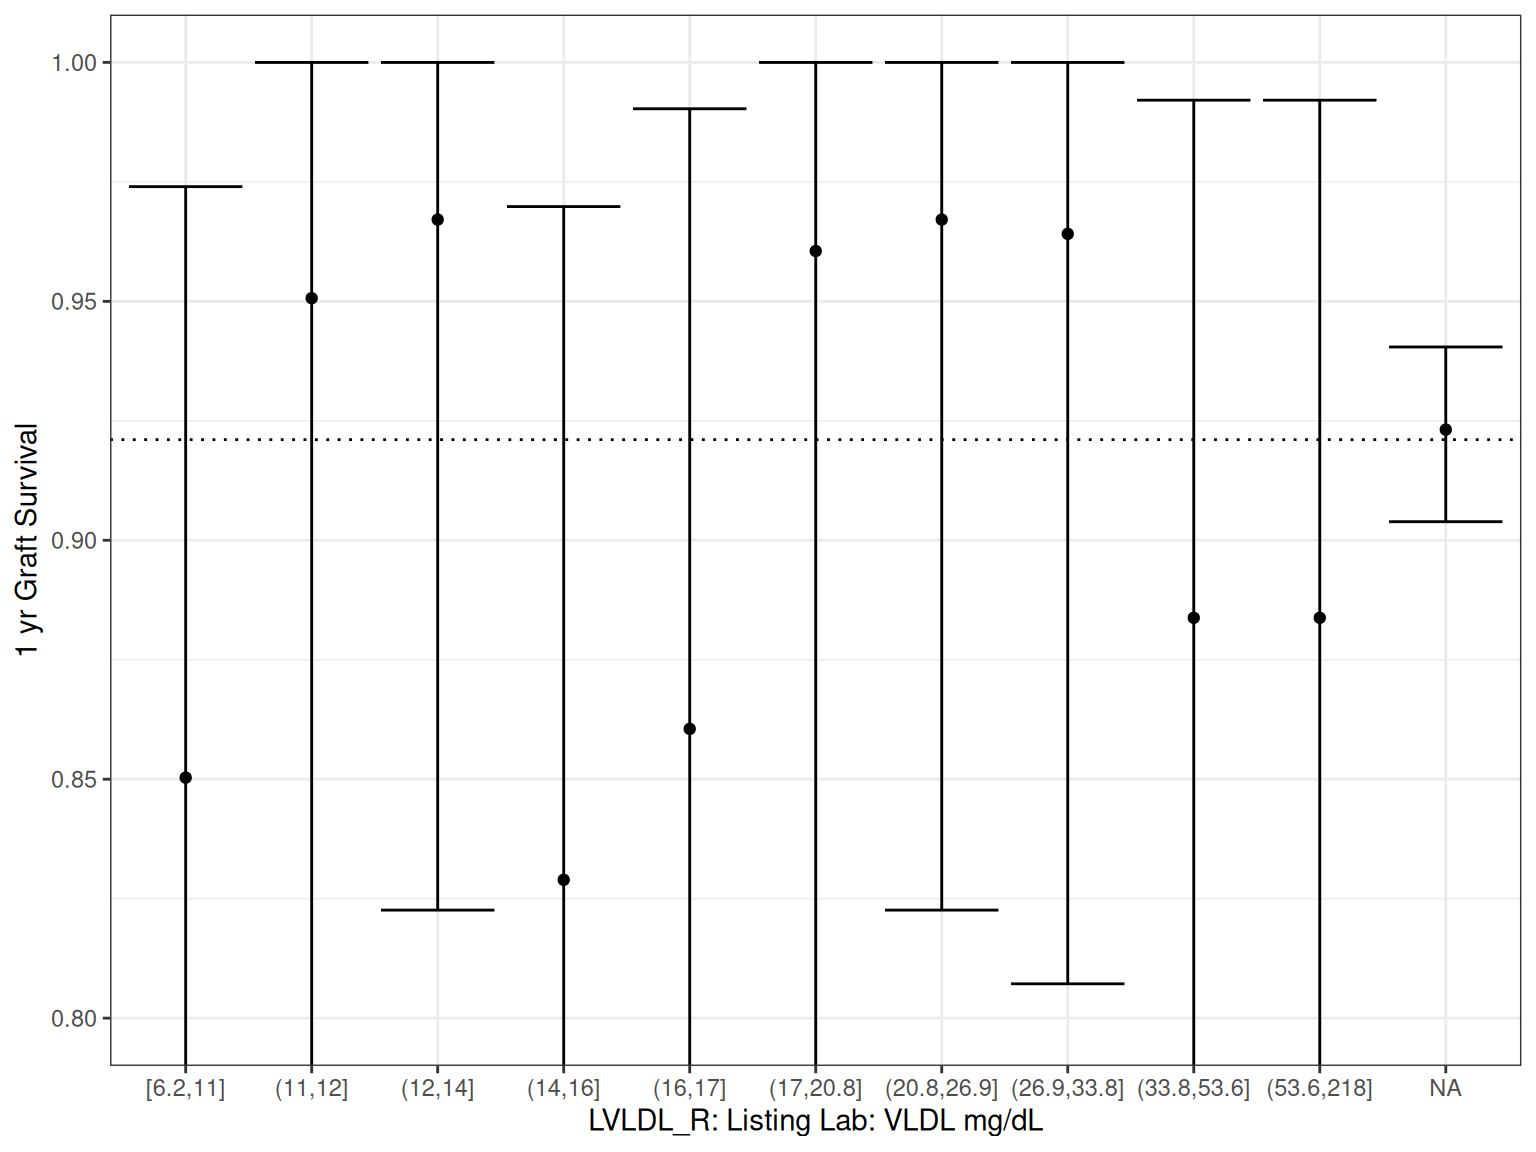 1.00
0.95
0.90
0.85
0.80
1 yr Graft Survival
[6.2,11] (11,12] (12,14] (14,16] (16,17] (17,20.8] (20.8,26.9] (26.9,33.8] (33.8,53.6] (53.6,218] NA
LVLDL_R: Listing Lab: VLDL mg/dL